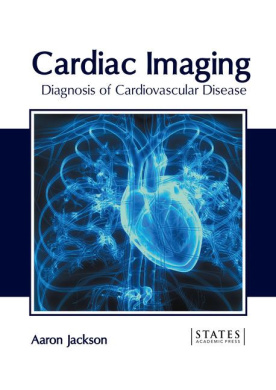 Cardiac Imaging
Diagnosis of Cardiovascular Disease
Aaron Jackson
STATES
ACADEMIC PRESS